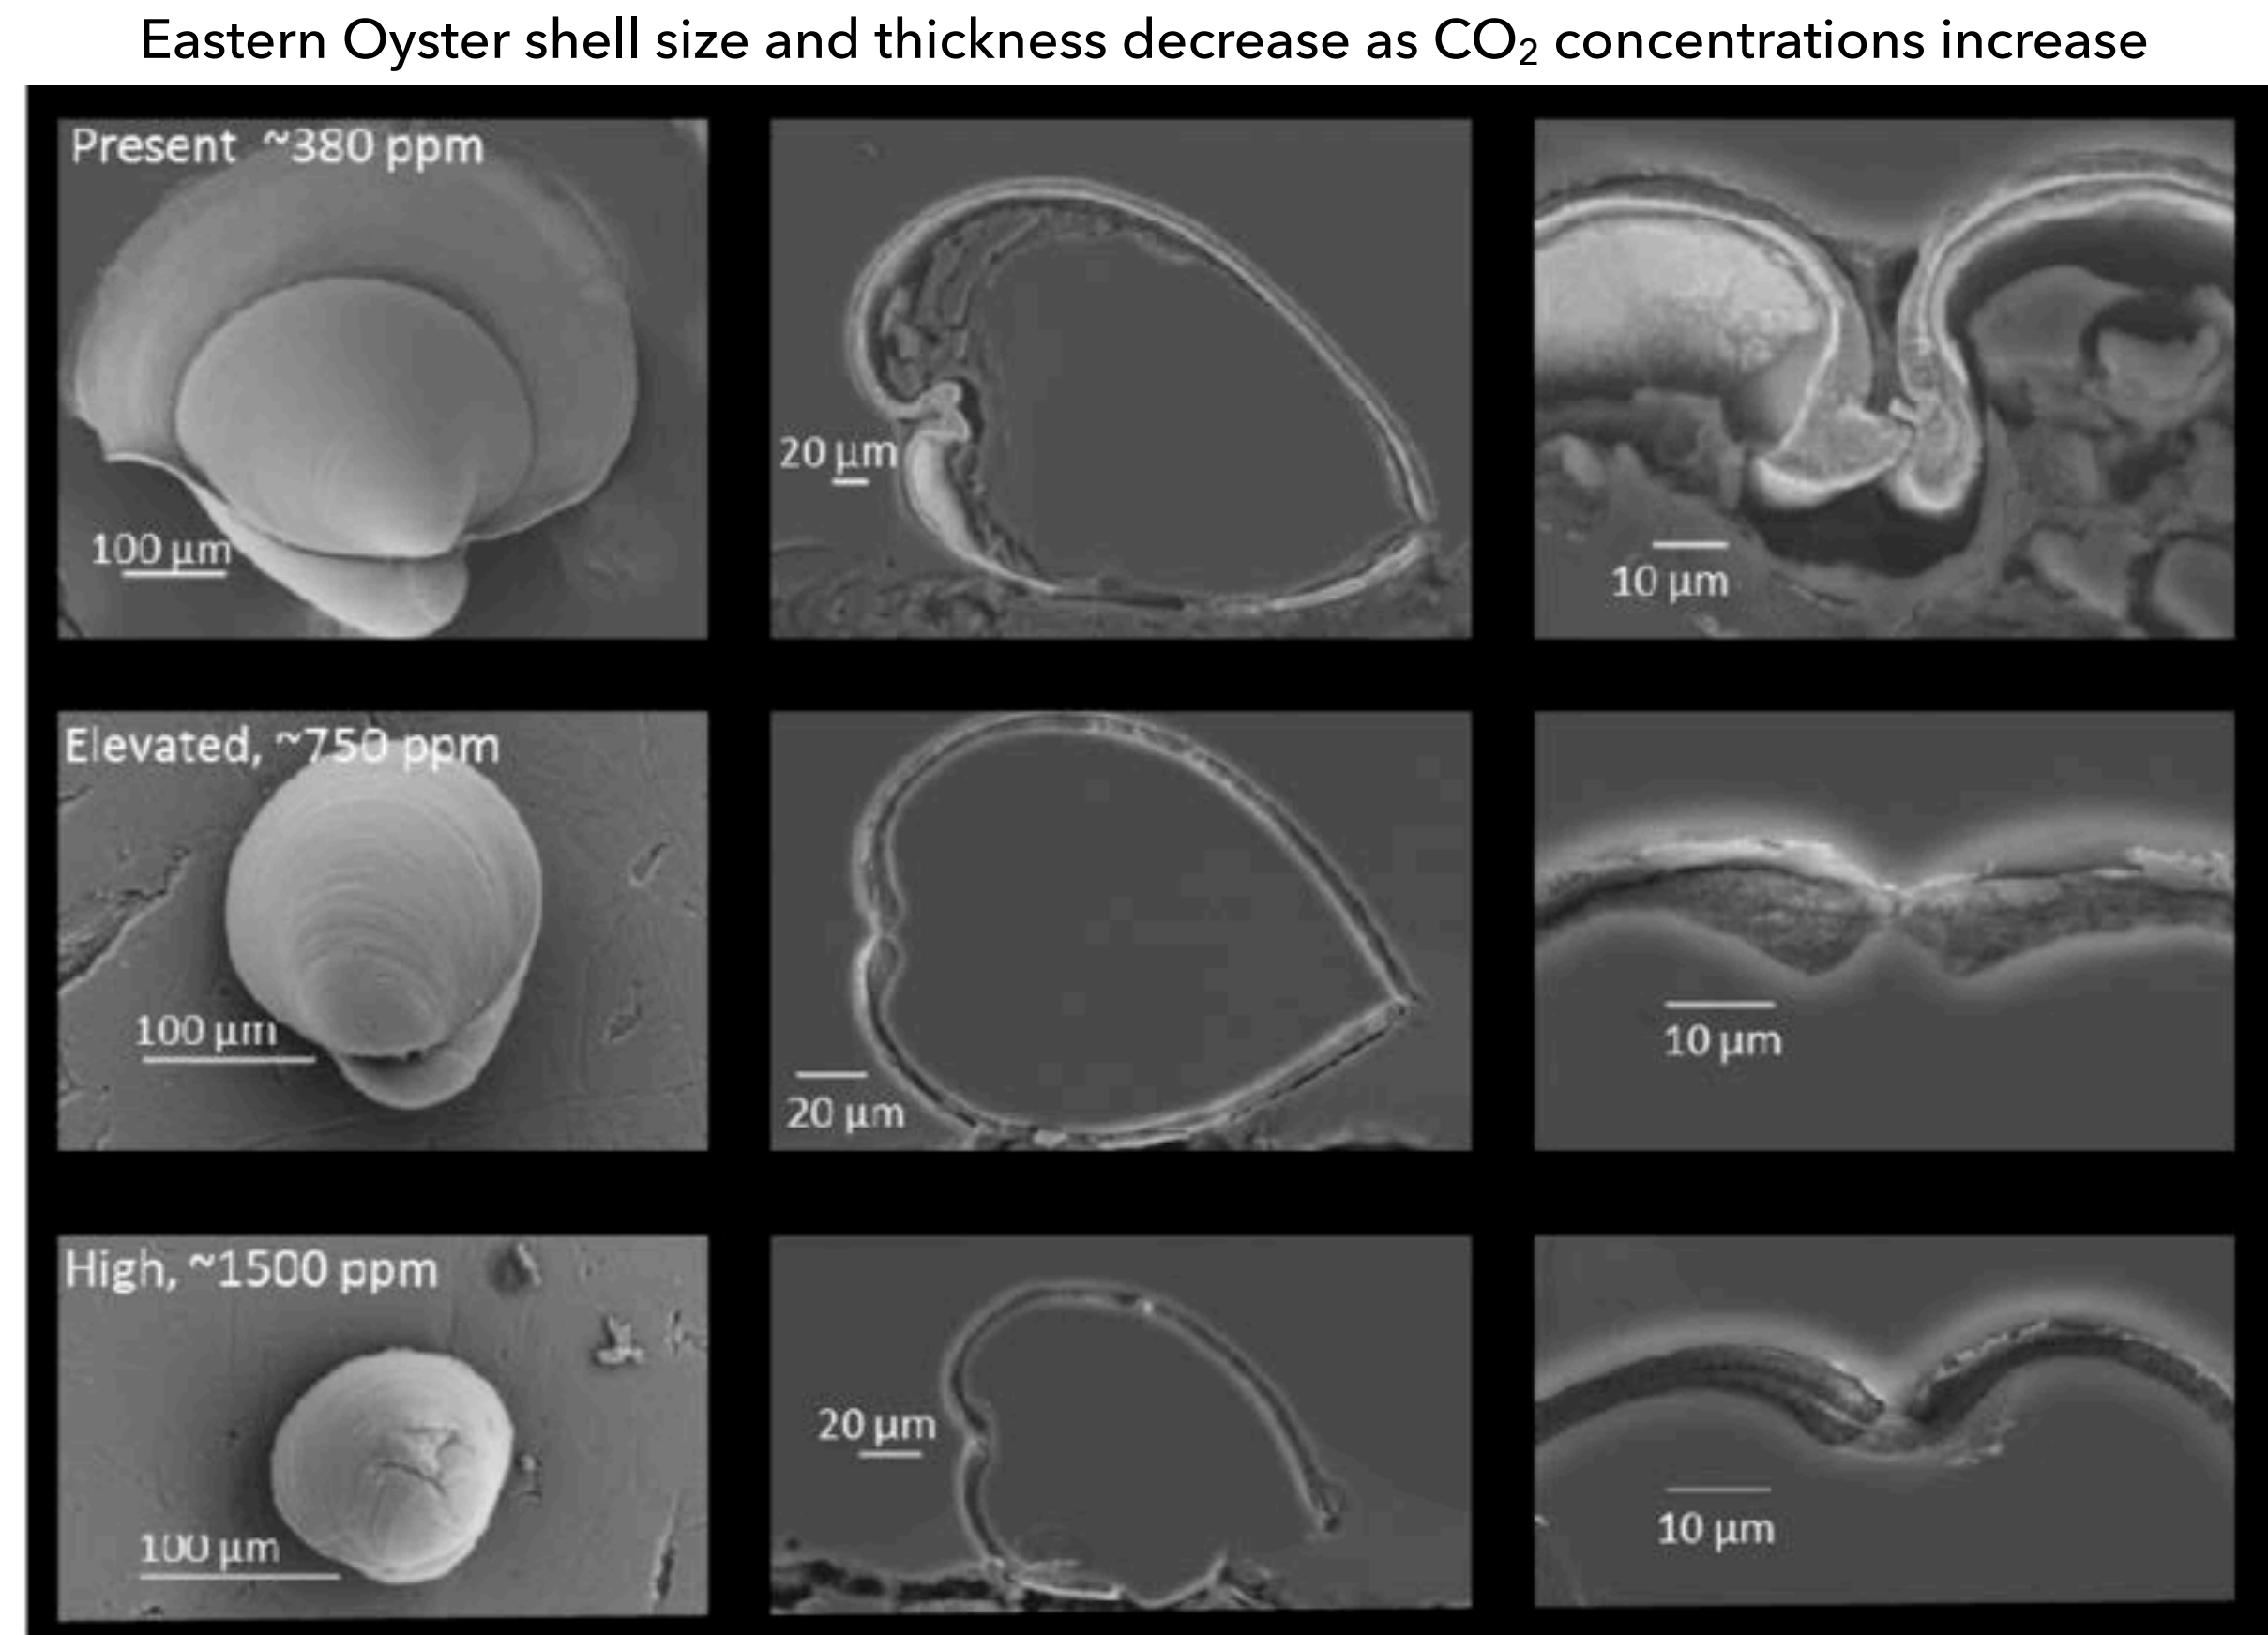 Eastern Oyster shell size and thickness decrease as CO₂ concentrations increase
Present ~380 ppm
100 µm
20 µm
10 µm
Elevated, ~750 ppm
100 µm
20 µm
10 µm
High, ~1500 ppm
100 µm
20 µm
10 µm